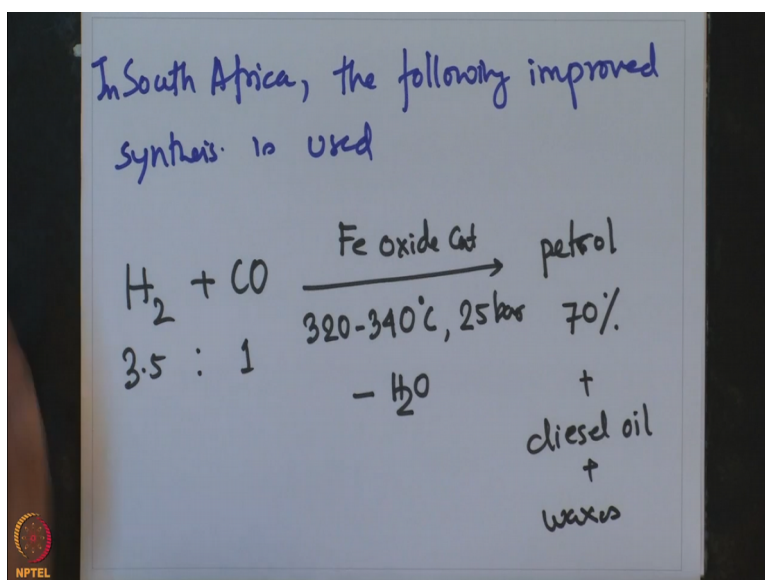 In South Africa, the following improved
synthesis is used
H2 + CO
3.5 : 1
Fe oxide Cat
320-340°C, 25 bar
- H2O
petrol
70%
+
diesel oil
+
waxes
NPTEL